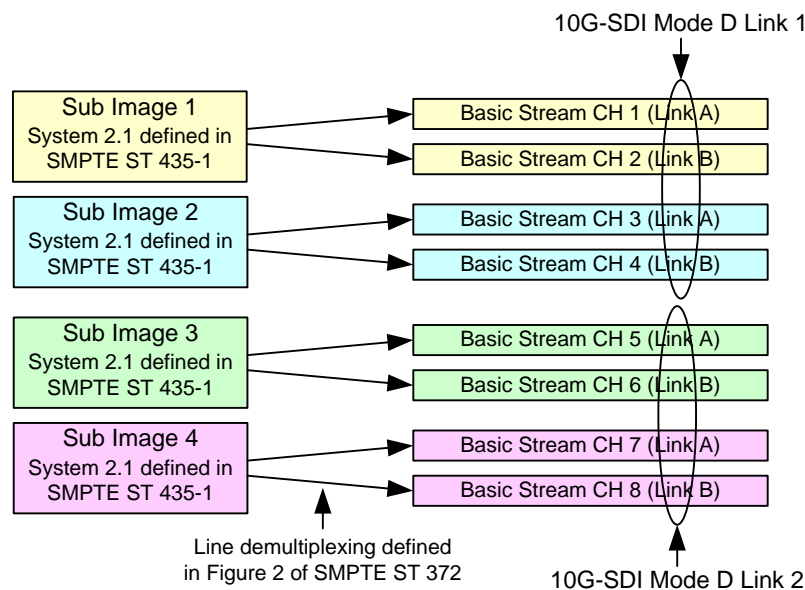 10G-SDI Mode D Link 1
Sub Image 1
System 2.1 defined in
SMPTE ST 435-1
Basic Stream CH 1 (Link A)
Basic Stream CH 2 (Link B)
Sub Image 2
System 2.1 defined in
SMPTE ST 435-1
Basic Stream CH 3 (Link A)
Basic Stream CH 4 (Link B)
Sub Image 3
System 2.1 defined in
SMPTE ST 435-1
Basic Stream CH 5 (Link A)
Basic Stream CH 6 (Link B)
Sub Image 4
System 2.1 defined in
SMPTE ST 435-1
Basic Stream CH 7 (Link A)
Basic Stream CH 8 (Link B)
Line demultiplexing defined
in Figure 2 of SMPTE ST 372
10G-SDI Mode D Link 2